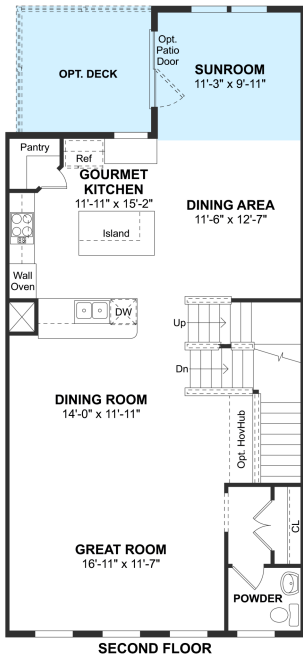 OPT. DECK
Opt.
Patio
Door
SUNROOM
11'-3" x 9'-11"
Pantry
Ref
GOURMET
KITCHEN
11'-11" x 15'-2"
DINING AREA
11'-6" x 12'-7"
Island
Wall
Oven
DW
Up
Dn
DINING ROOM
14'-0" x 11'-11"
Opt. HovHub
CL
GREAT ROOM
16'-11" x 11'-7"
POWDER
SECOND FLOOR